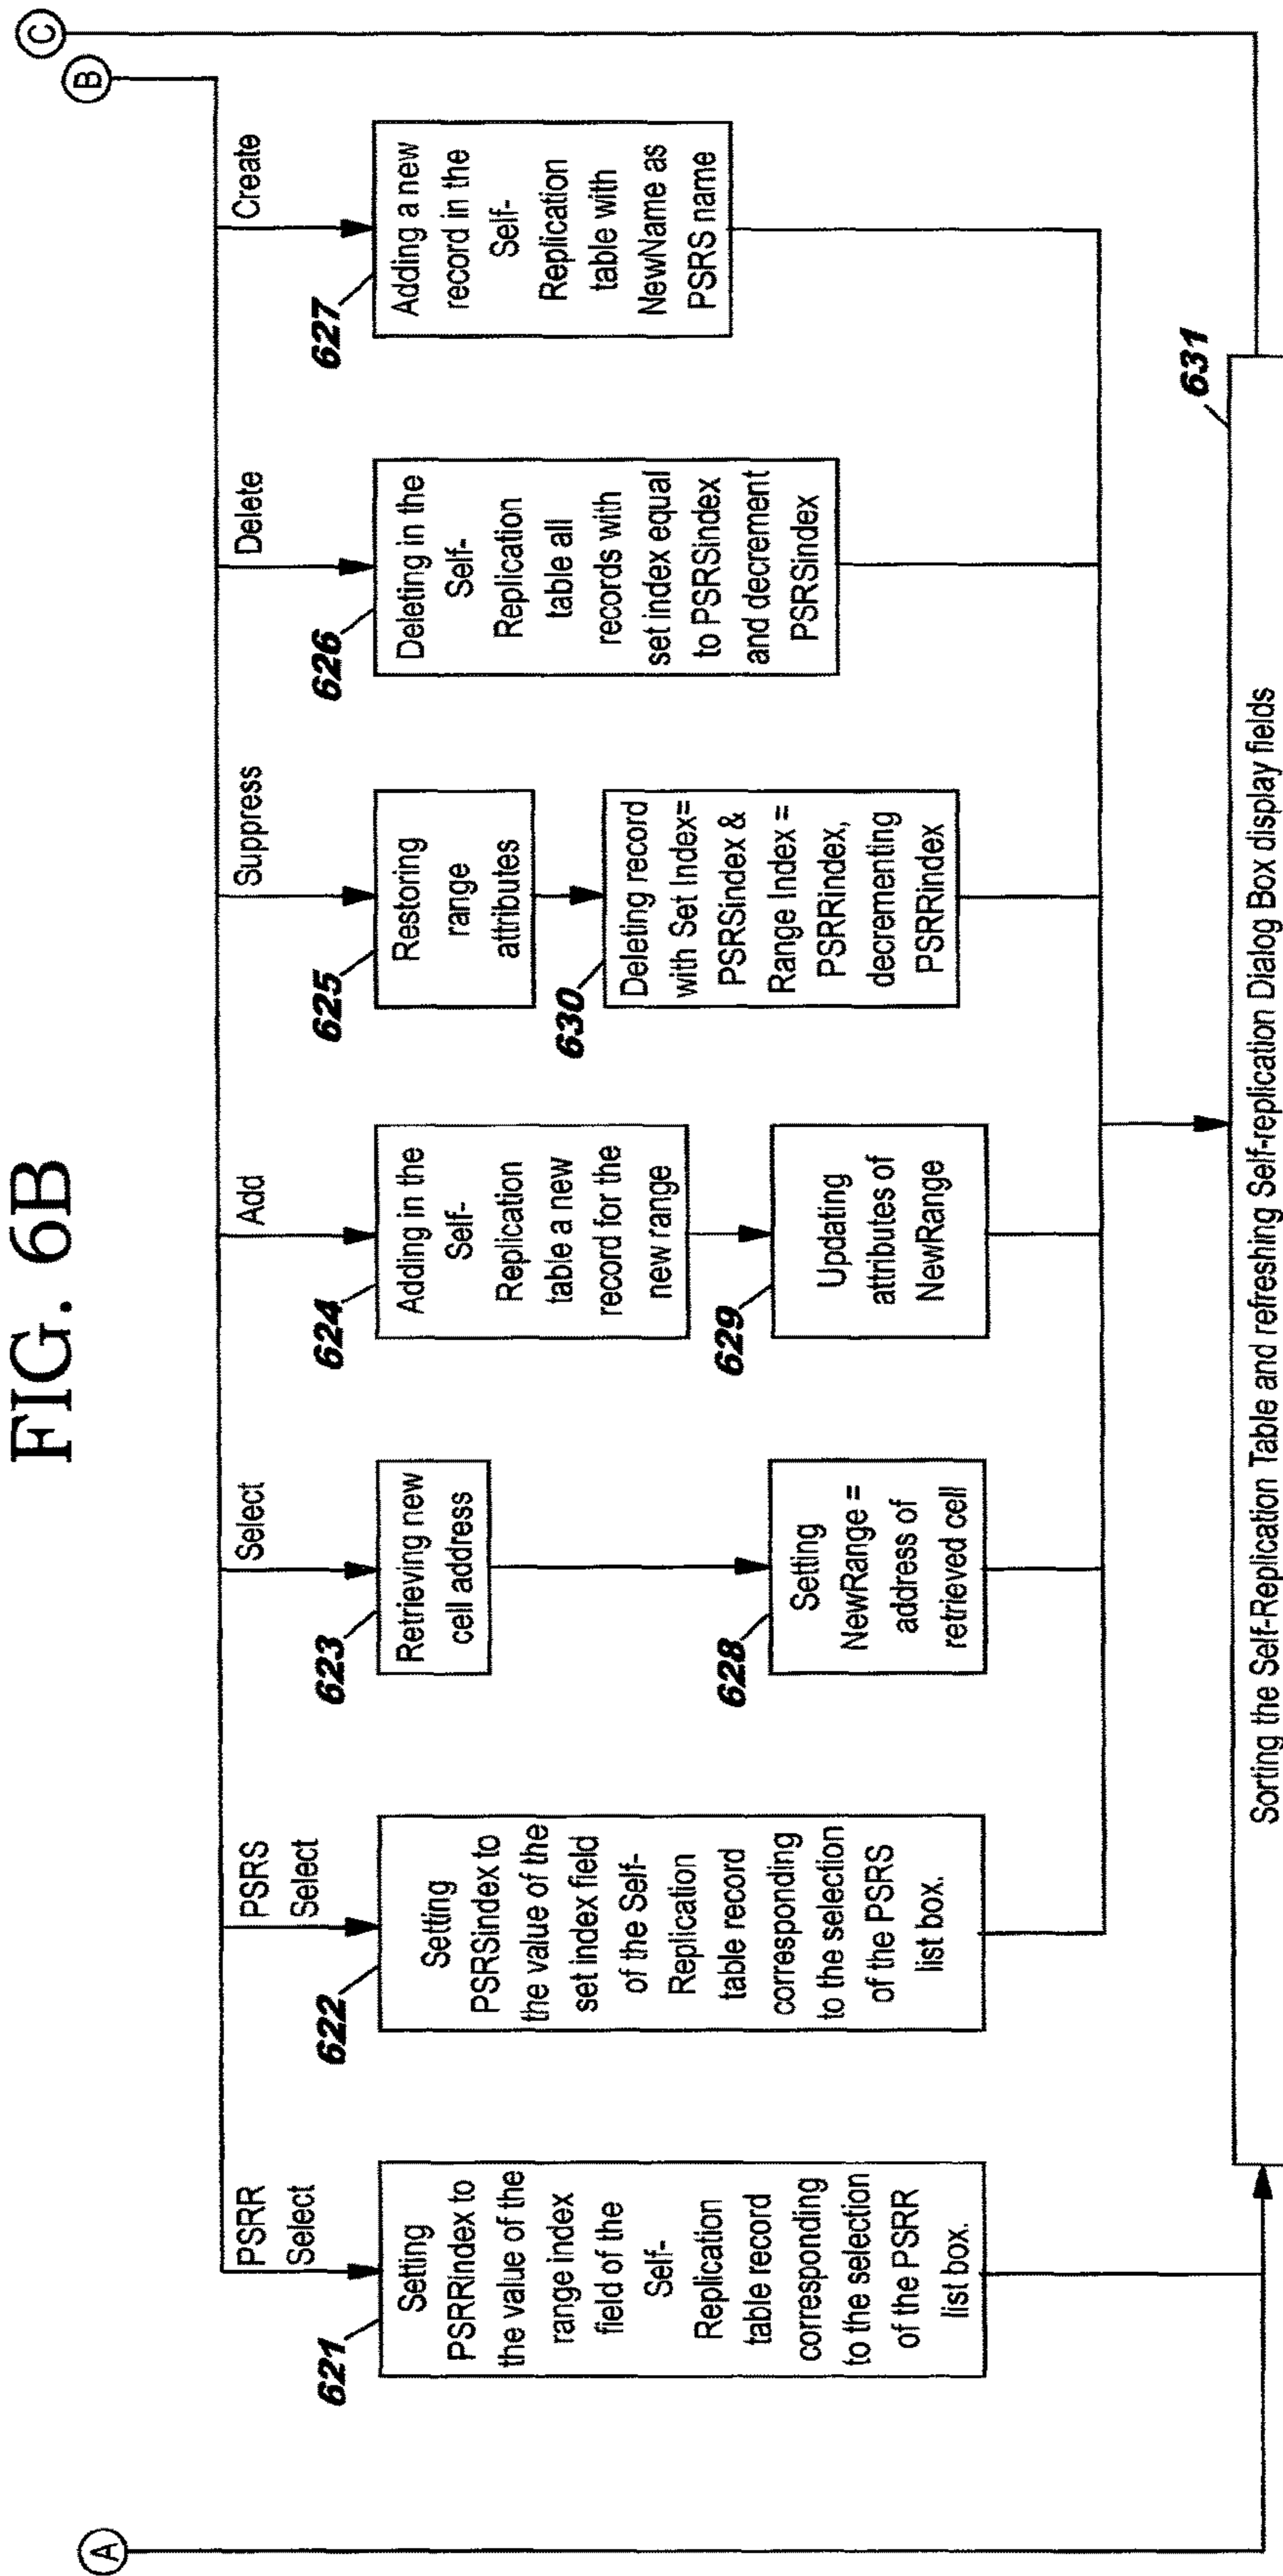 FIG. 6B
A
B
C
PSRR
Select
621
Setting
PSRRindex to
the value of the
range index
field of the
Self-
Replication
table record
corresponding
to the selection
of the PSRR
list box.
PSRS
Select
622
Setting
PSRSindex to
the value of the
set index field
of the Self-
Replication
table record
corresponding
to the selection
of the PSRS
list box.
Select
623
Retrieving new
cell address
628
Setting
NewRange =
address of
retrieved cell
Add
624
Adding in the
Self-
Replication
table a new
record for the
new range
629
Updating
attributes of
NewRange
Suppress
625
Restoring
range
attributes
630
Deleting record
with Set Index=
PSRSindex &
Range Index =
PSRRindex,
decrementing
PSRRindex
Delete
626
Deleting in the
Self-
Replication
table all
records with
set index equal
to PSRSindex
and decrement
PSRSindex
Create
627
Adding a new
record in the
Self-
Replication
table with
NewName as
PSRS name
631
Sorting the Self-Replication Table and refreshing Self-replication Dialog Box display fields